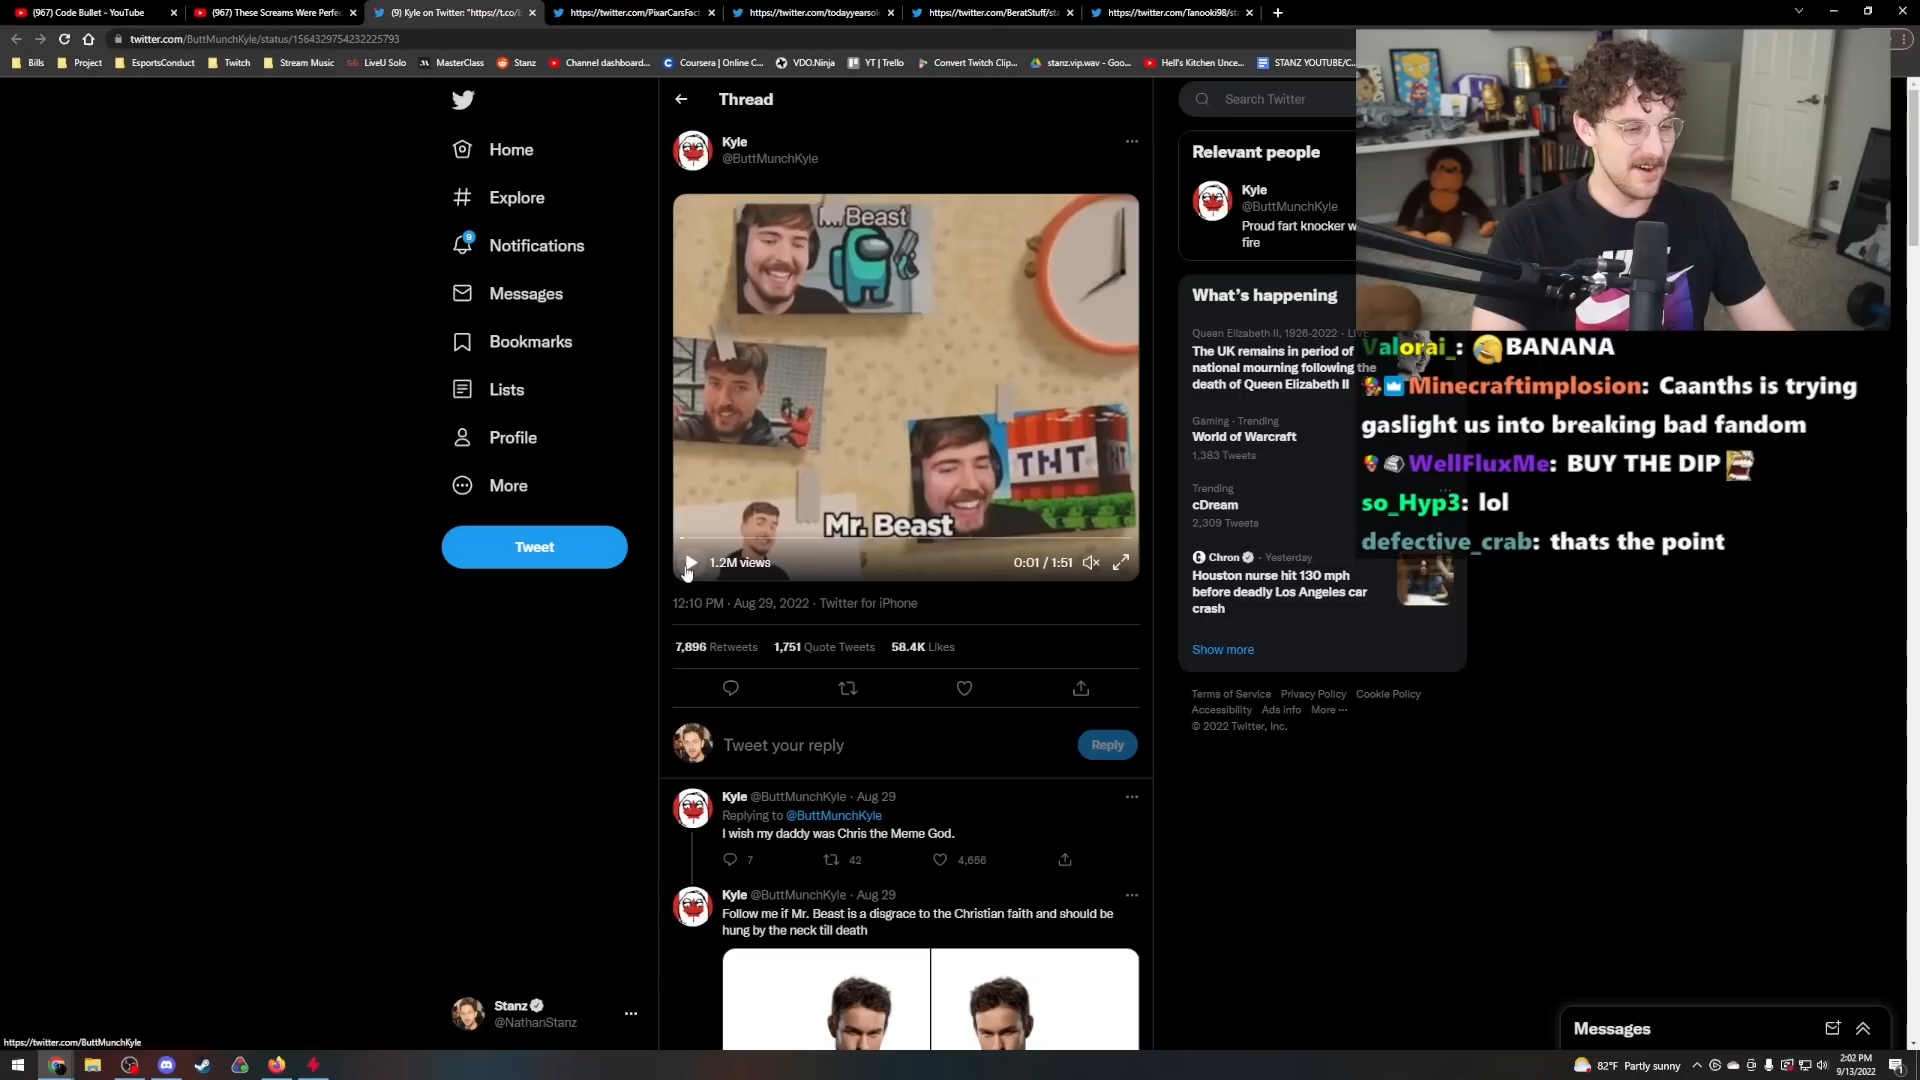 (967) Code Bullet - YouTube
(967) These Screams Were Perfe
(9) Kyle on Twitter: "https://t.co/b
https://twitter.com/PixarCarsFact
https://twitter.com/todayyearsol
https://twitter.com/BeratStuff/sta
https://twitter.com/Tanooki98/st
twitter.com/ButtMunchKyle/status/1564329754232225793
Bills
Project
EsportsConduct
Twitch
Stream Music
LiveU Solo
MasterClass
Stanz
Channel dashboard...
Coursera | Online C...
VDO.Ninja
YT | Trello
Convert Twitch Clip...
stanz.vip.wav - Goo...
Hell's Kitchen Unce...
STANZ YOUTUBE/C...
Home
Explore
9
Notifications
Messages
Bookmarks
Lists
Profile
More
Tweet
Stanz
@NathanStanz
Thread
Kyle
@ButtMunchKyle
Mr.Beast
TNT
Mr. Beast
1.2M views
0:01 / 1:51
12:10 PM · Aug 29, 2022 · Twitter for iPhone
7,896 Retweets 1,751 Quote Tweets 58.4K Likes
Tweet your reply
Reply
Kyle @ButtMunchKyle · Aug 29
Replying to @ButtMunchKyle
I wish my daddy was Chris the Meme God.
7 42 4,656
Kyle @ButtMunchKyle · Aug 29
Follow me if Mr. Beast is a disgrace to the Christian faith and should be
hung by the neck till death
Search Twitter
Relevant people
Kyle
@ButtMunchKyle
Proud fart knocker w
fire
What's happening
Queen Elizabeth II, 1926-2022 · LIVE
The UK remains in period of
national mourning following the
death of Queen Elizabeth II
Gaming · Trending
World of Warcraft
1,383 Tweets
Trending
cDream
2,309 Tweets
Chron · Yesterday
Houston nurse hit 130 mph
before deadly Los Angeles car
crash
Show more
Terms of Service Privacy Policy Cookie Policy
Accessibility Ads info More ···
© 2022 Twitter, Inc.
Valorai_: BANANA
Minecraftimplosion: Caanths is trying
gaslight us into breaking bad fandom
WellFluxMe: BUY THE DIP
so_Hyp3: lol
defective_crab: thats the point
Messages
https://twitter.com/ButtMunchKyle
82°F Partly sunny
2:02 PM
9/13/2022
1